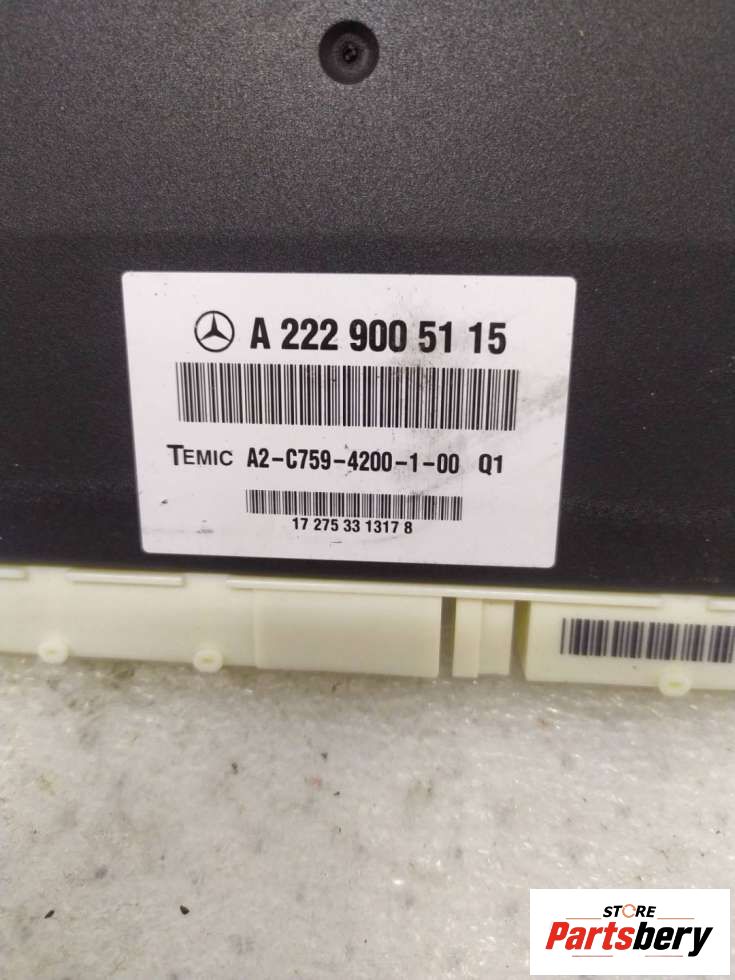 A 222 900 51 15
TEMIC A2-C759-4200-1-00 Q1
17 275 33 1317 8
STORE
Partsbery